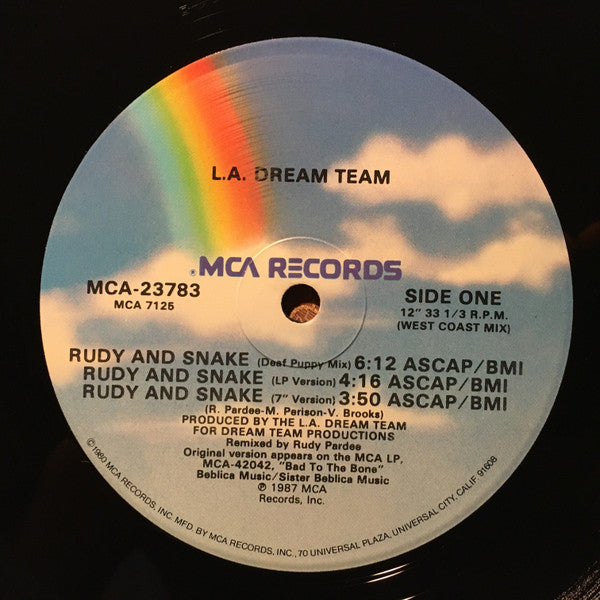 L.A. DREAM TEAM
®MCA RECORDS
MCA-23783
MCA 7125
SIDE ONE
12" 33 1/3 R.P.M.
(WEST COAST MIX)
RUDY AND SNAKE (Deaf Puppy Mix) 6:12 ASCAP/BMI
RUDY AND SNAKE (LP Version) 4:16 ASCAP/BMI
RUDY AND SNAKE (7" Version) 3:50 ASCAP/BMI
(R. Pardee-M. Perison-V. Brooks)
PRODUCED BY THE L.A. DREAM TEAM
FOR DREAM TEAM PRODUCTIONS
Remixed by Rudy Pardee
Original version appears on the MCA LP,
MCA-42042, "Bad To The Bone"
Beblica Music/Sister Beblica Music
℗ 1987 MCA
Records, Inc.
©1980 MCA RECORDS, INC. MFD. BY MCA RECORDS, INC., 70 UNIVERSAL PLAZA, UNIVERSAL CITY, CALIF. 91608